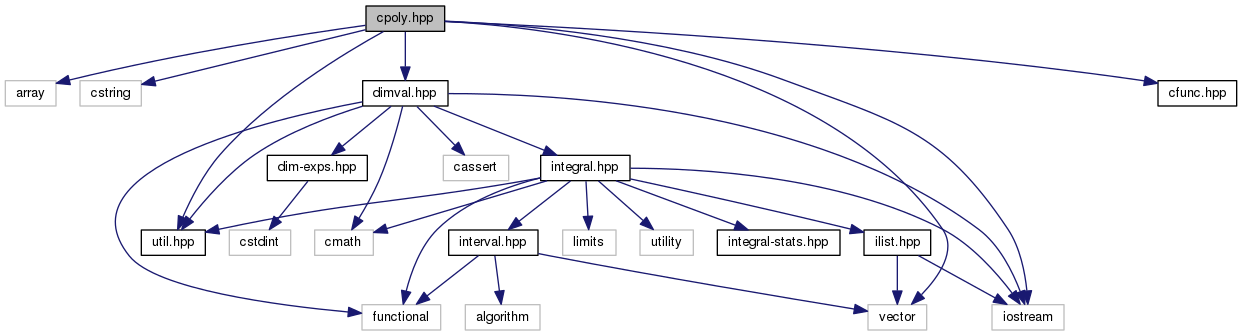 cpoly.hpp
array
cstring
dimval.hpp
cfunc.hpp
dim-exps.hpp
cassert
integral.hpp
util.hpp
cstdint
cmath
interval.hpp
limits
utility
integral-stats.hpp
ilist.hpp
functional
algorithm
vector
iostream